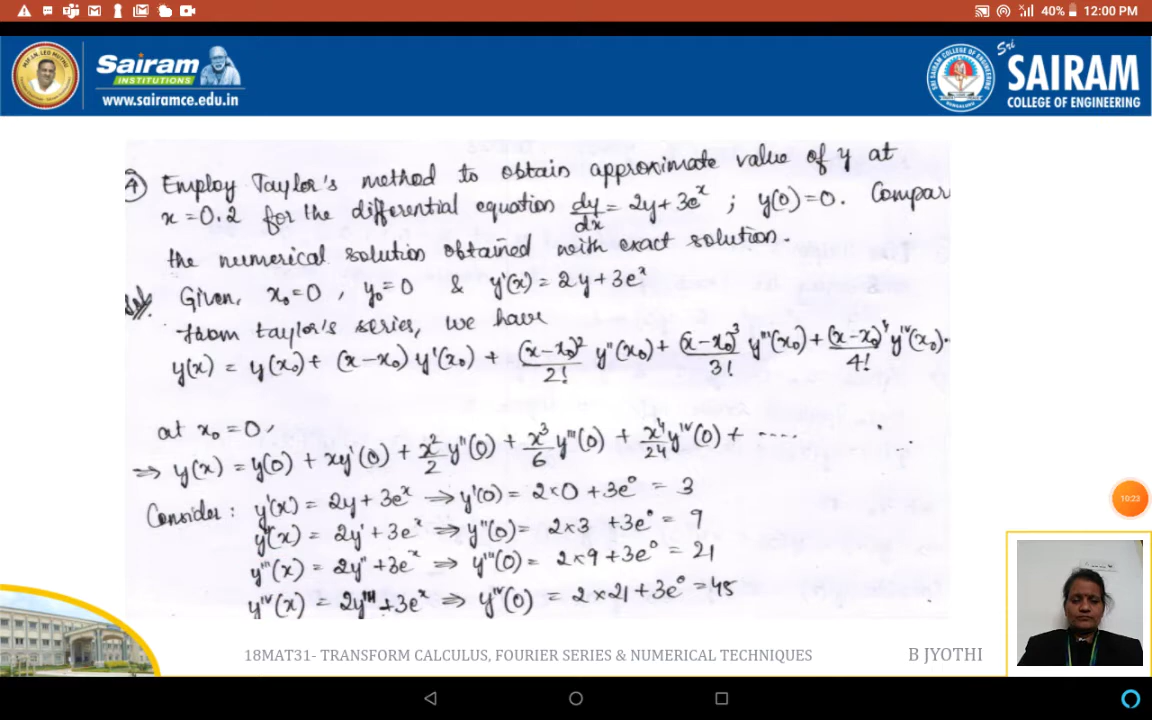 40% 12:00 PM
Sairam
INSTITUTIONS
www.sairamce.edu.in
Sri
SAIRAM
COLLEGE OF ENGINEERING
4) Employ Taylor's method to obtain approximate value of y at
x = 0.2 for the differential equation dy/dx = 2y + 3e^x ; y(0) = 0. Compar
the numerical solution obtained with exact solution.
Sol: Given, x₀ = 0, y₀ = 0 & y'(x) = 2y + 3e^x
from taylor's series, we have
y(x) = y(x₀) + (x-x₀) y'(x₀) + (x-x₀)²/2! y''(x₀) + (x-x₀)³/3! y'''(x₀) + (x-x₀)⁴/4! y^IV(x₀).
at x₀ = 0,
⇒ y(x) = y(0) + xy'(0) + x²/2 y''(0) + x³/6 y'''(0) + x⁴/24 y^IV(0) + ....
Consider : y'(x) = 2y + 3e^x ⇒ y'(0) = 2×0 + 3e⁰ = 3
y''(x) = 2y' + 3e^x ⇒ y''(0) = 2×3 + 3e⁰ = 9
y'''(x) = 2y'' + 3e^x ⇒ y'''(0) = 2×9 + 3e⁰ = 21
y^IV(x) = 2y''' + 3e^x ⇒ y^IV(0) = 2×21 + 3e⁰ = 45
10:23
18MAT31- TRANSFORM CALCULUS, FOURIER SERIES & NUMERICAL TECHNIQUES B JYOTHI